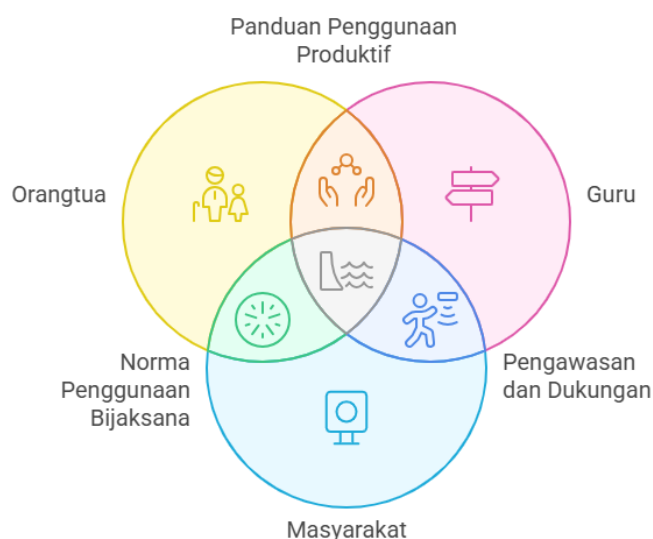 Panduan Penggunaan
Produktif
Orangtua
Guru
Norma
Penggunaan
Bijaksana
Pengawasan
dan Dukungan
Masyarakat